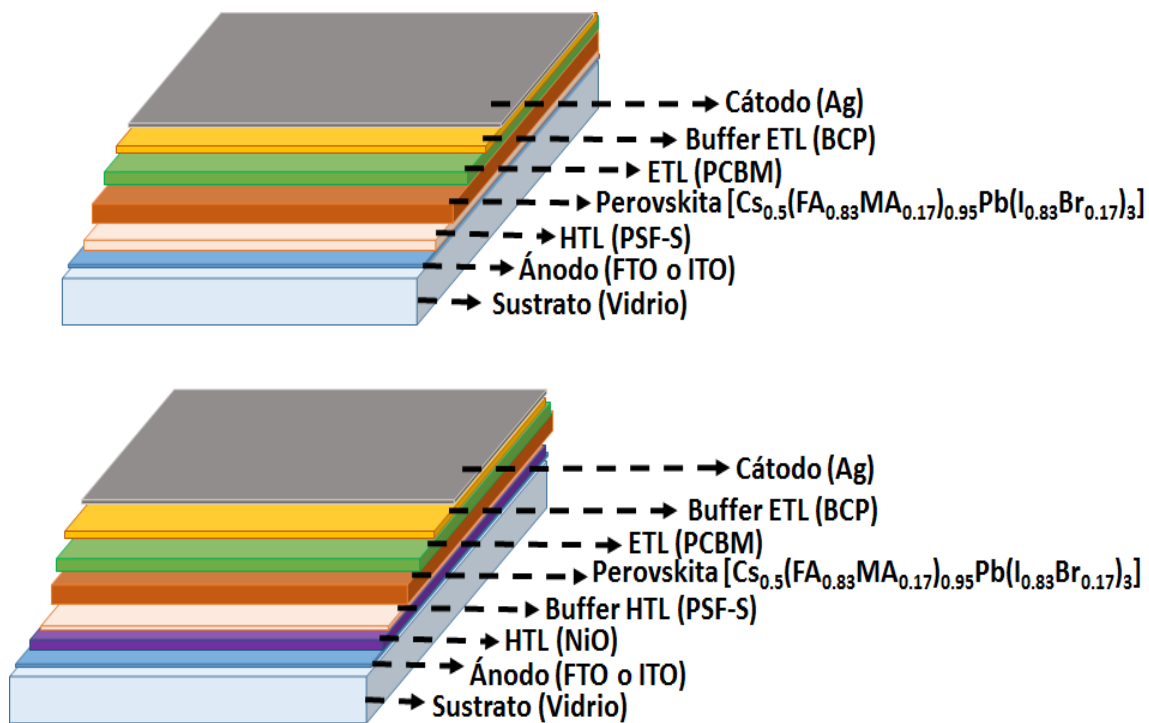 Cátodo (Ag)
Buffer ETL (BCP)
ETL (PCBM)
Perovskita [Cs₀.₅(FA₀.₈₃MA₀.₁₇)₀.₉₅Pb(I₀.₈₃Br₀.₁₇)₃]
HTL (PSF-S)
Ánodo (FTO o ITO)
Sustrato (Vidrio)
Cátodo (Ag)
Buffer ETL (BCP)
ETL (PCBM)
Perovskita [Cs₀.₅(FA₀.₈₃MA₀.₁₇)₀.₉₅Pb(I₀.₈₃Br₀.₁₇)₃]
Buffer HTL (PSF-S)
HTL (NiO)
Ánodo (FTO o ITO)
Sustrato (Vidrio)